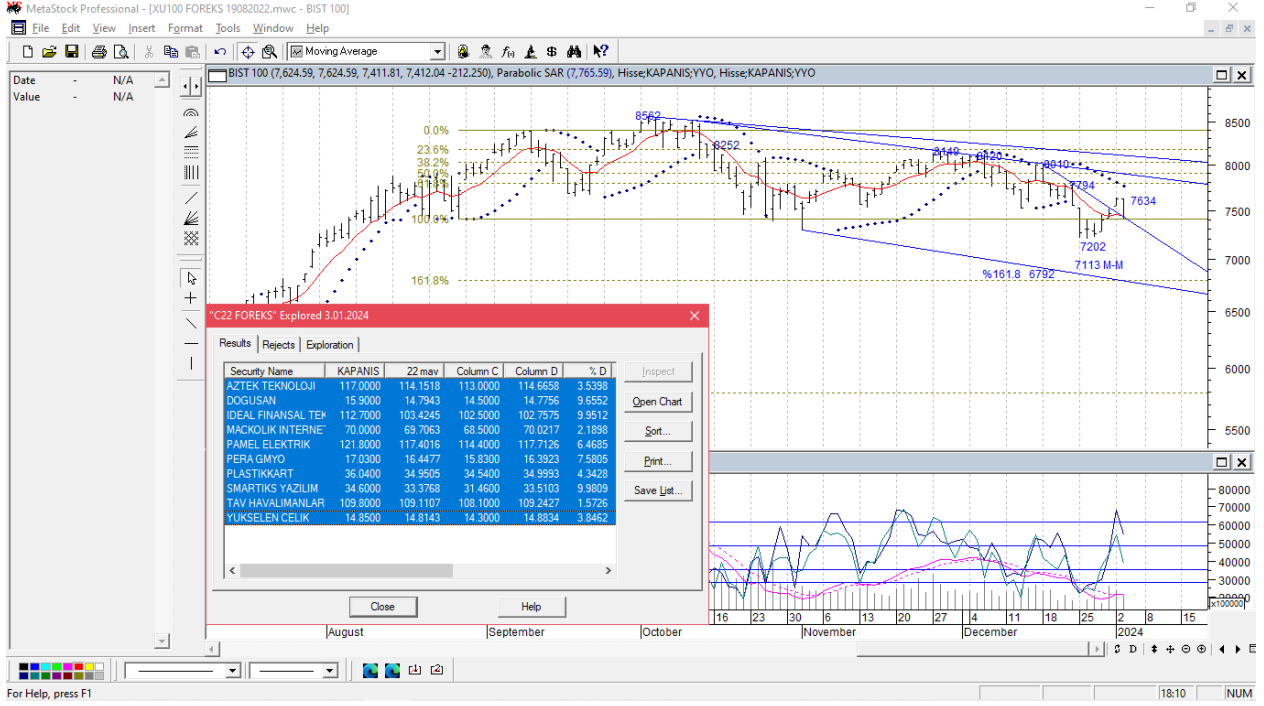 MetaStock Professional - [XU100 FOREKS 19082022.mwc - BIST 100]
File Edit View Insert Format Tools Window Help
Moving Average
Date - N/A
Value - N/A
BIST 100 (7,624.59, 7,624.59, 7,411.81, 7,412.04 -212.250), Parabolic SAR (7,765.59), Hisse;KAPANIS;YYO, Hisse;KAPANIS;YYO
0.0%
23.6%
38.2%
50.0%
61.8%
100.0%
161.8%
8562
8252
8149
8120
8010
7794
7634
7202
7113 M-M
%161.8 6792
8500
8000
7500
7000
6500
6000
5500
"C22 FOREKS" Explored 3.01.2024
Results Rejects Exploration
Security Name KAPANIS 22 mav Column C Column D % D
AZTEK TEKNOLOJI 117.0000 114.1518 113.0000 114.6658 3.5398
DOGUSAN 15.9000 14.7943 14.5000 14.7756 9.6552
IDEAL FINANSAL TEK 112.7000 103.4245 102.5000 102.7575 9.9512
MACKOLIK INTERNET 70.0000 69.7063 68.5000 70.0217 2.1898
PAMEL ELEKTRIK 121.8000 117.4016 114.4000 117.7126 6.4685
PERA GMYO 17.0300 16.4477 15.8300 16.3923 7.5805
PLASTIKKART 36.0400 34.9505 34.5400 34.9993 4.3428
SMARTIKS YAZILIM 34.6000 33.3768 31.4600 33.5103 9.9809
TAV HAVALIMANLAR 109.8000 109.1107 108.1000 109.2427 1.5726
YUKSELEN CELIK 14.8500 14.8143 14.3000 14.8834 3.8462
Inspect
Open Chart
Sort...
Print...
Save List...
Close Help
80000
70000
60000
50000
40000
30000
20000
x100000
16 23 30 6 13 20 27 4 11 18 25 2 8 15
August September October November December 2024
For Help, press F1
18:10 NUM